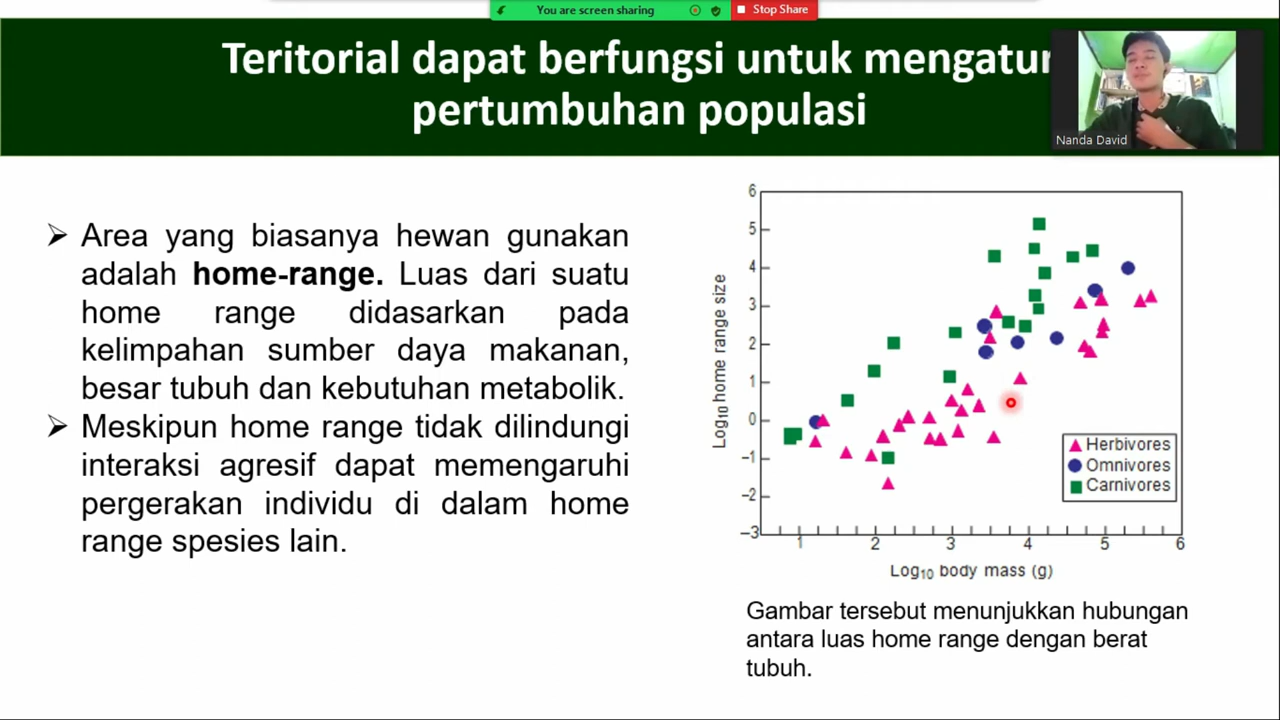 You are screen sharing
Stop Share
Teritorial dapat berfungsi untuk mengatur
pertumbuhan populasi
Nanda David
Area yang biasanya hewan gunakan
adalah home-range. Luas dari suatu
home range didasarkan pada
kelimpahan sumber daya makanan,
besar tubuh dan kebutuhan metabolik.
Meskipun home range tidak dilindungi
interaksi agresif dapat memengaruhi
pergerakan individu di dalam home
range spesies lain.
Log10 home range size
6
5
4
3
2
1
0
–1
–2
–3
1 2 3 4 5 6
Herbivores
Omnivores
Carnivores
Log10 body mass (g)
Gambar tersebut menunjukkan hubungan
antara luas home range dengan berat
tubuh.